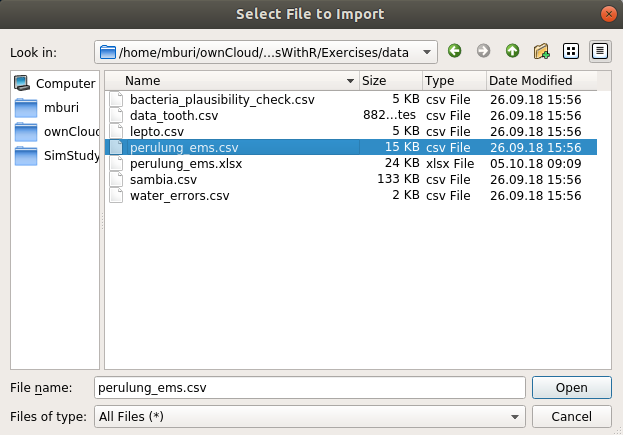 Select File to Import
Look in: /home/mburi/ownCloud/...sWithR/Exercises/data
Computer
mburi
ownCloud
SimStudy
Name Size Type Date Modified
bacteria_plausibility_check.csv 5 KB csv File 26.09.18 15:56
data_tooth.csv 882...tes csv File 26.09.18 15:56
lepto.csv 5 KB csv File 26.09.18 15:56
perulung_ems.csv 15 KB csv File 26.09.18 15:56
perulung_ems.xlsx 24 KB xlsx File 05.10.18 09:09
sambia.csv 133 KB csv File 26.09.18 15:56
water_errors.csv 2 KB csv File 26.09.18 15:56
File name: perulung_ems.csv Open
Files of type: All Files (*) Cancel